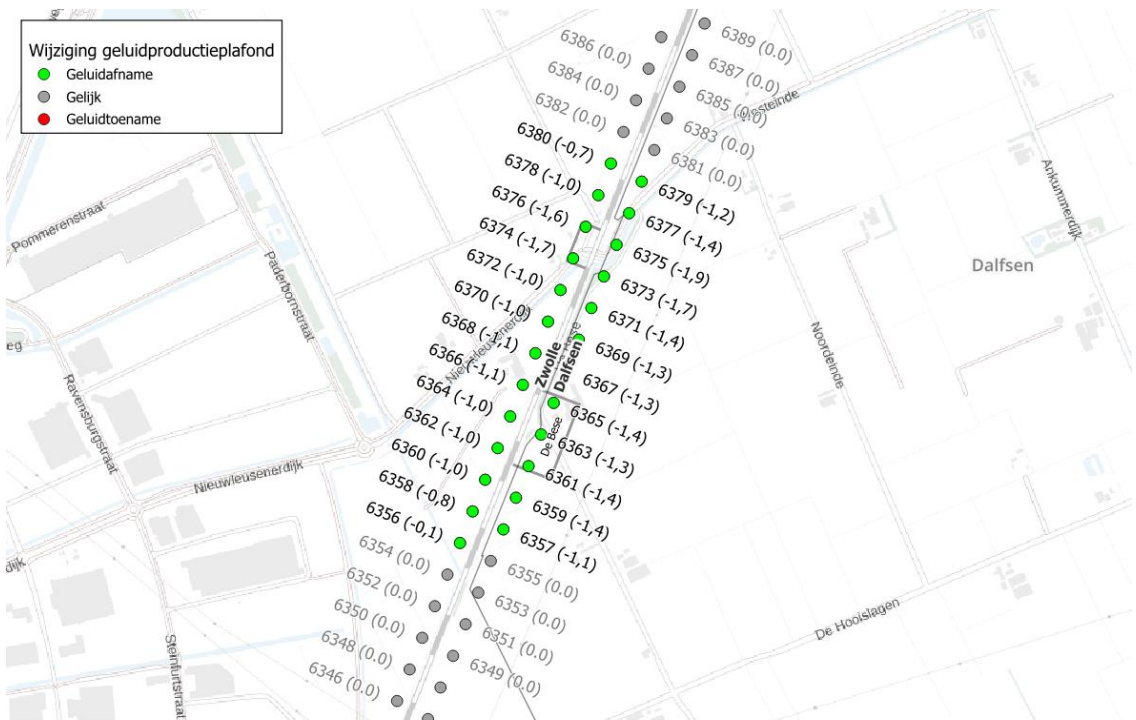 Wijziging geluidproductieplafond
Geluidafname
Gelijk
Geluidtoename
6386 (0.0)
6384 (0.0)
6382 (0.0)
6380 (-0,7)
6378 (-1,0)
6376 (-1,6)
6374 (-1,7)
6372 (-1,0)
6370 (-1,0)
6368 (-1,1)
6366 (-1,1)
6364 (-1,0)
6362 (-1,0)
6360 (-1,0)
6358 (-0,8)
6356 (-0,1)
6354 (0.0)
6352 (0.0)
6350 (0.0)
6348 (0.0)
6346 (0.0)
6389 (0.0)
6387 (0.0)
6385 (0.0)
6383 (0.0)
6381 (0.0)
6379 (-1,2)
6377 (-1,4)
6375 (-1,9)
6373 (-1,7)
6371 (-1,4)
6369 (-1,3)
6367 (-1,3)
6365 (-1,4)
6363 (-1,3)
6361 (-1,4)
6359 (-1,4)
6357 (-1,1)
6355 (0.0)
6353 (0.0)
6351 (0.0)
6349 (0.0)
Zwolle
Dalfsen
De Bese
Pommerenstraat
Paderbornstraat
Ravensburgstraat
Nieuwleusenerdijk
Steinfurtstraat
Ankummerdijk
Dalfsen
Noordeinde
De Hooislagen